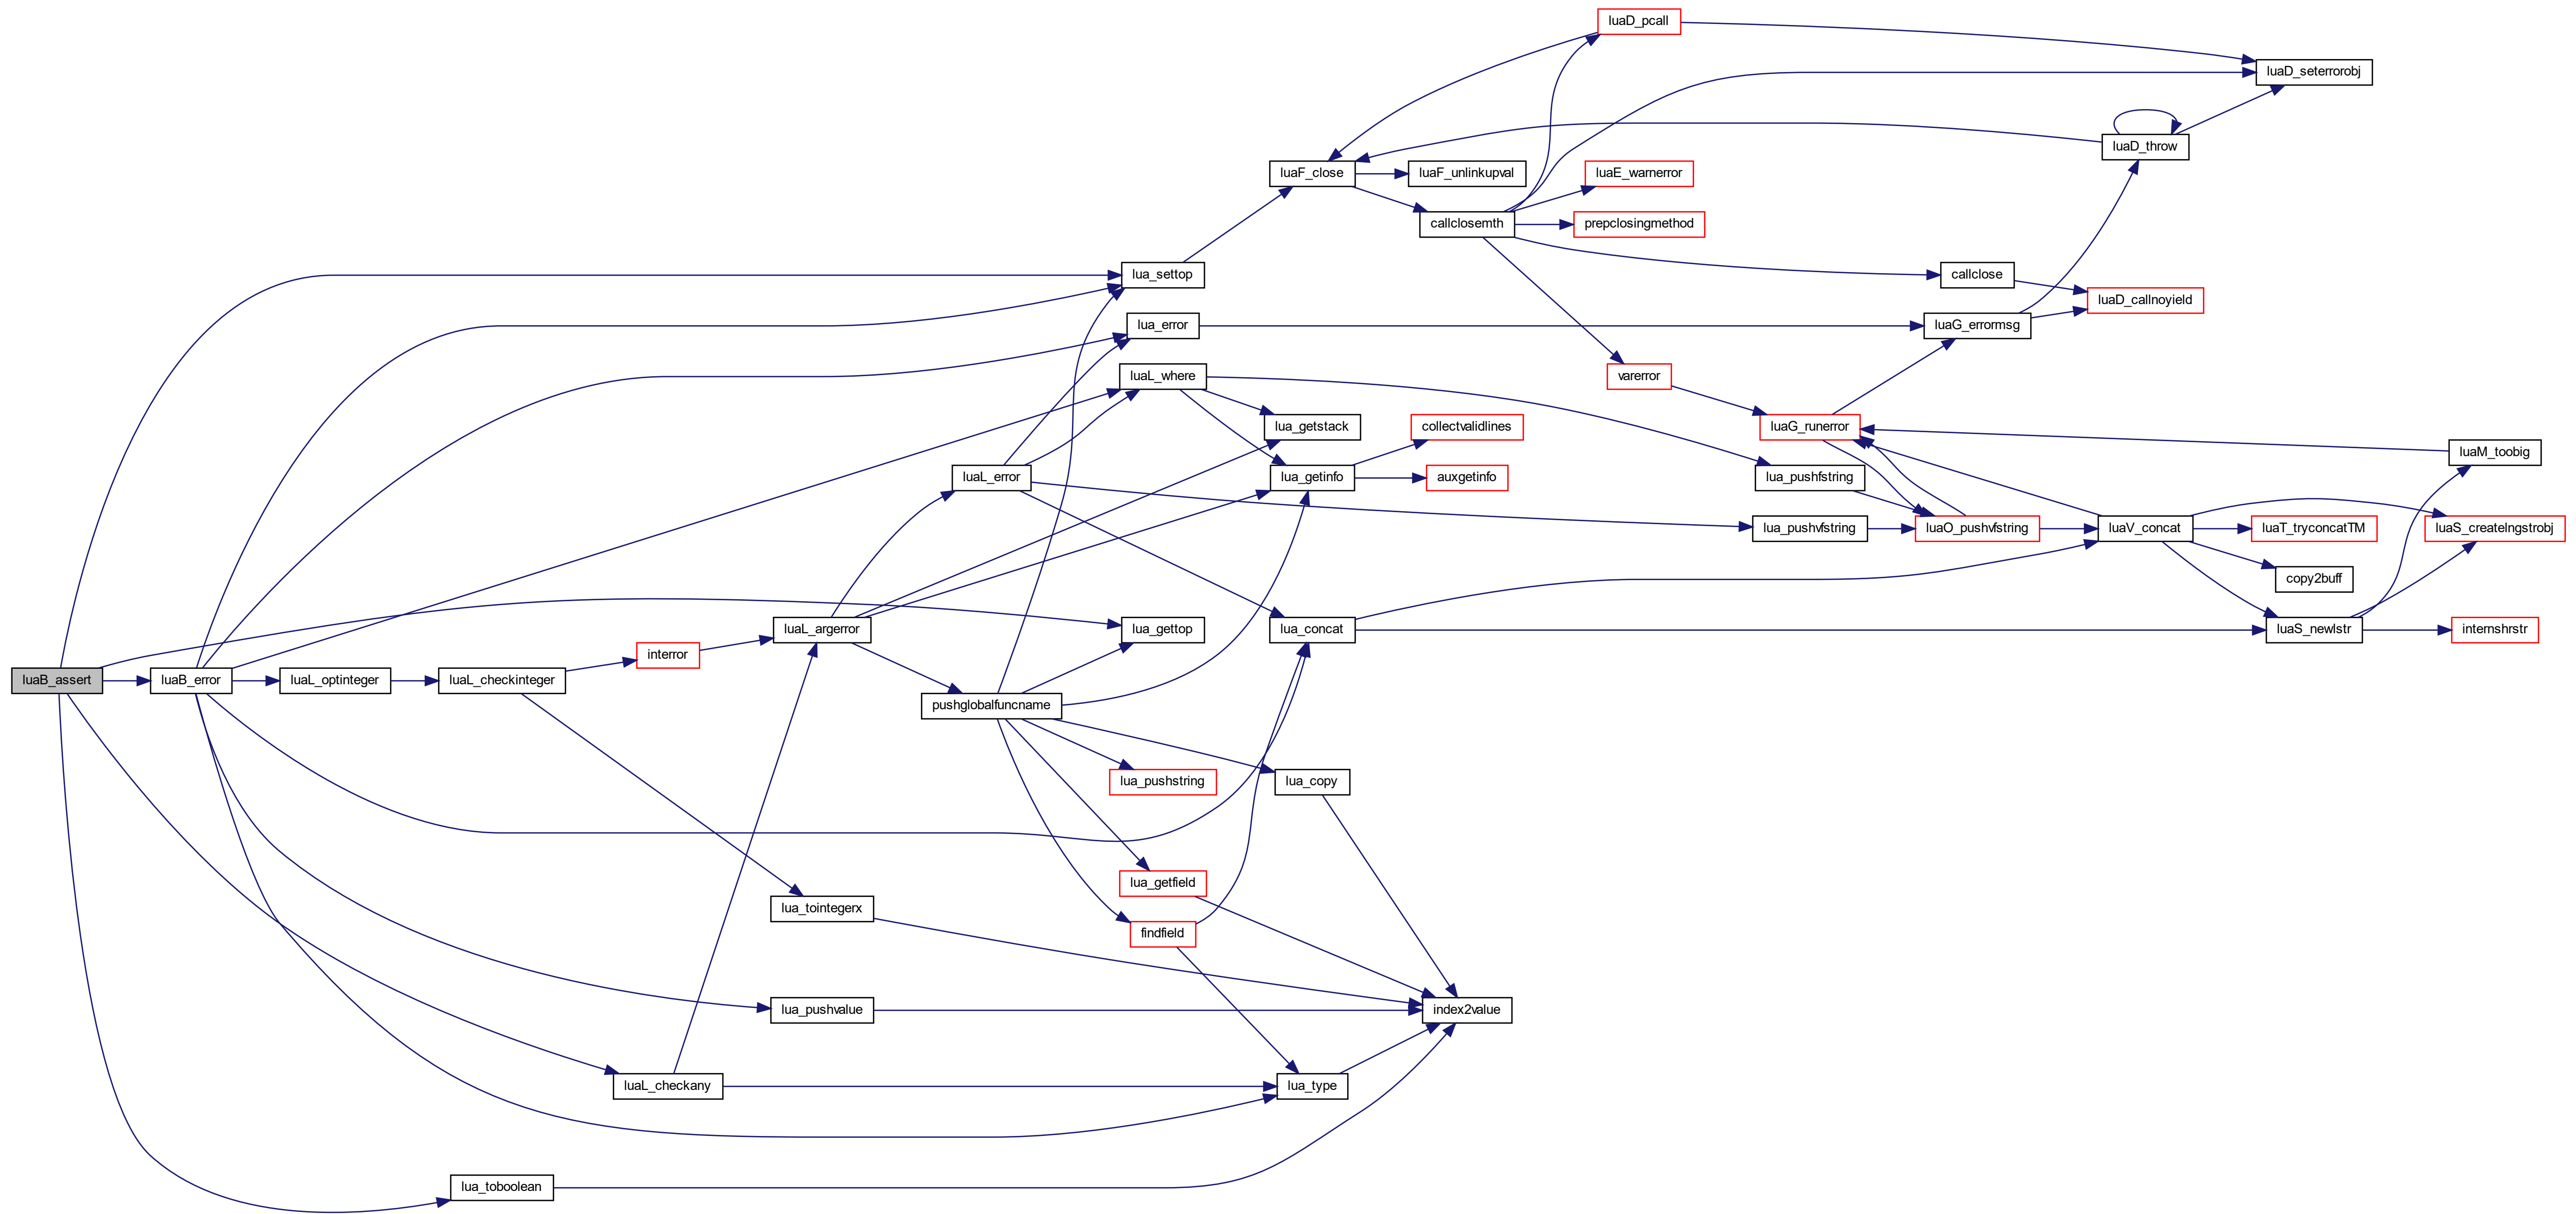 luaD_pcall
luaD_seterrorobj
luaD_throw
luaF_close
luaF_unlinkupval
luaE_warnerror
callclosemth
prepclosingmethod
lua_settop
callclose
luaD_callnoyield
lua_error
luaG_errormsg
luaL_where
varerror
lua_getstack
collectvalidlines
luaG_runerror
luaM_toobig
luaL_error
lua_getinfo
auxgetinfo
lua_pushfstring
lua_pushvfstring
luaO_pushvfstring
luaV_concat
luaT_tryconcatTM
luaS_createlngstrobj
copy2buff
luaL_argerror
lua_gettop
lua_concat
luaS_newlstr
internshrstr
interror
luaB_assert
luaB_error
luaL_optinteger
luaL_checkinteger
pushglobalfuncname
lua_pushstring
lua_copy
lua_getfield
lua_tointegerx
findfield
lua_pushvalue
index2value
luaL_checkany
lua_type
lua_toboolean